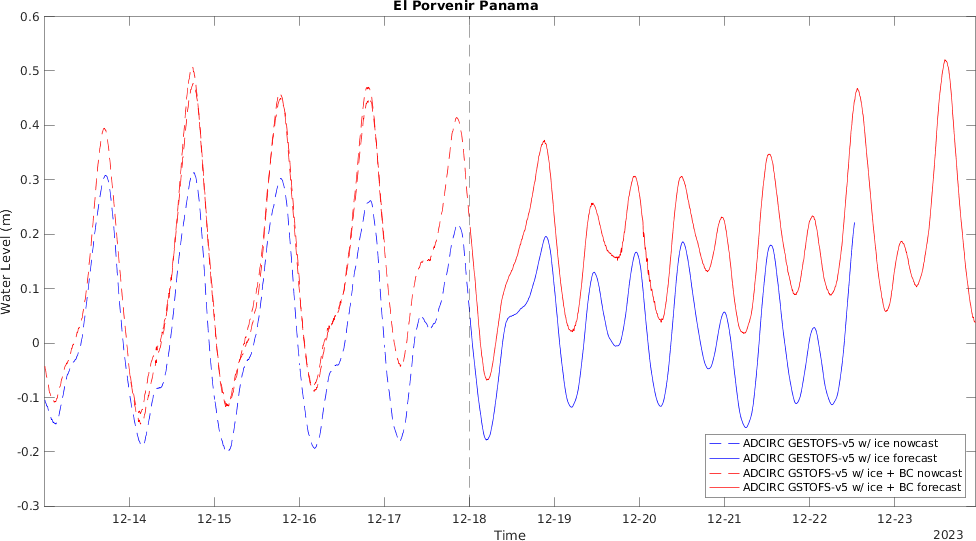 El Porvenir Panama
0.6
0.5
0.4
0.3
0.2
0.1
0
-0.1
-0.2
-0.3
Water Level (m)
ADCIRC GESTOFS-v5 w/ ice nowcast
ADCIRC GESTOFS-v5 w/ ice forecast
ADCIRC GSTOFS-v5 w/ ice + BC nowcast
ADCIRC GSTOFS-v5 w/ ice + BC forecast
12-14 12-15 12-16 12-17 12-18 12-19 12-20 12-21 12-22 12-23
Time
2023